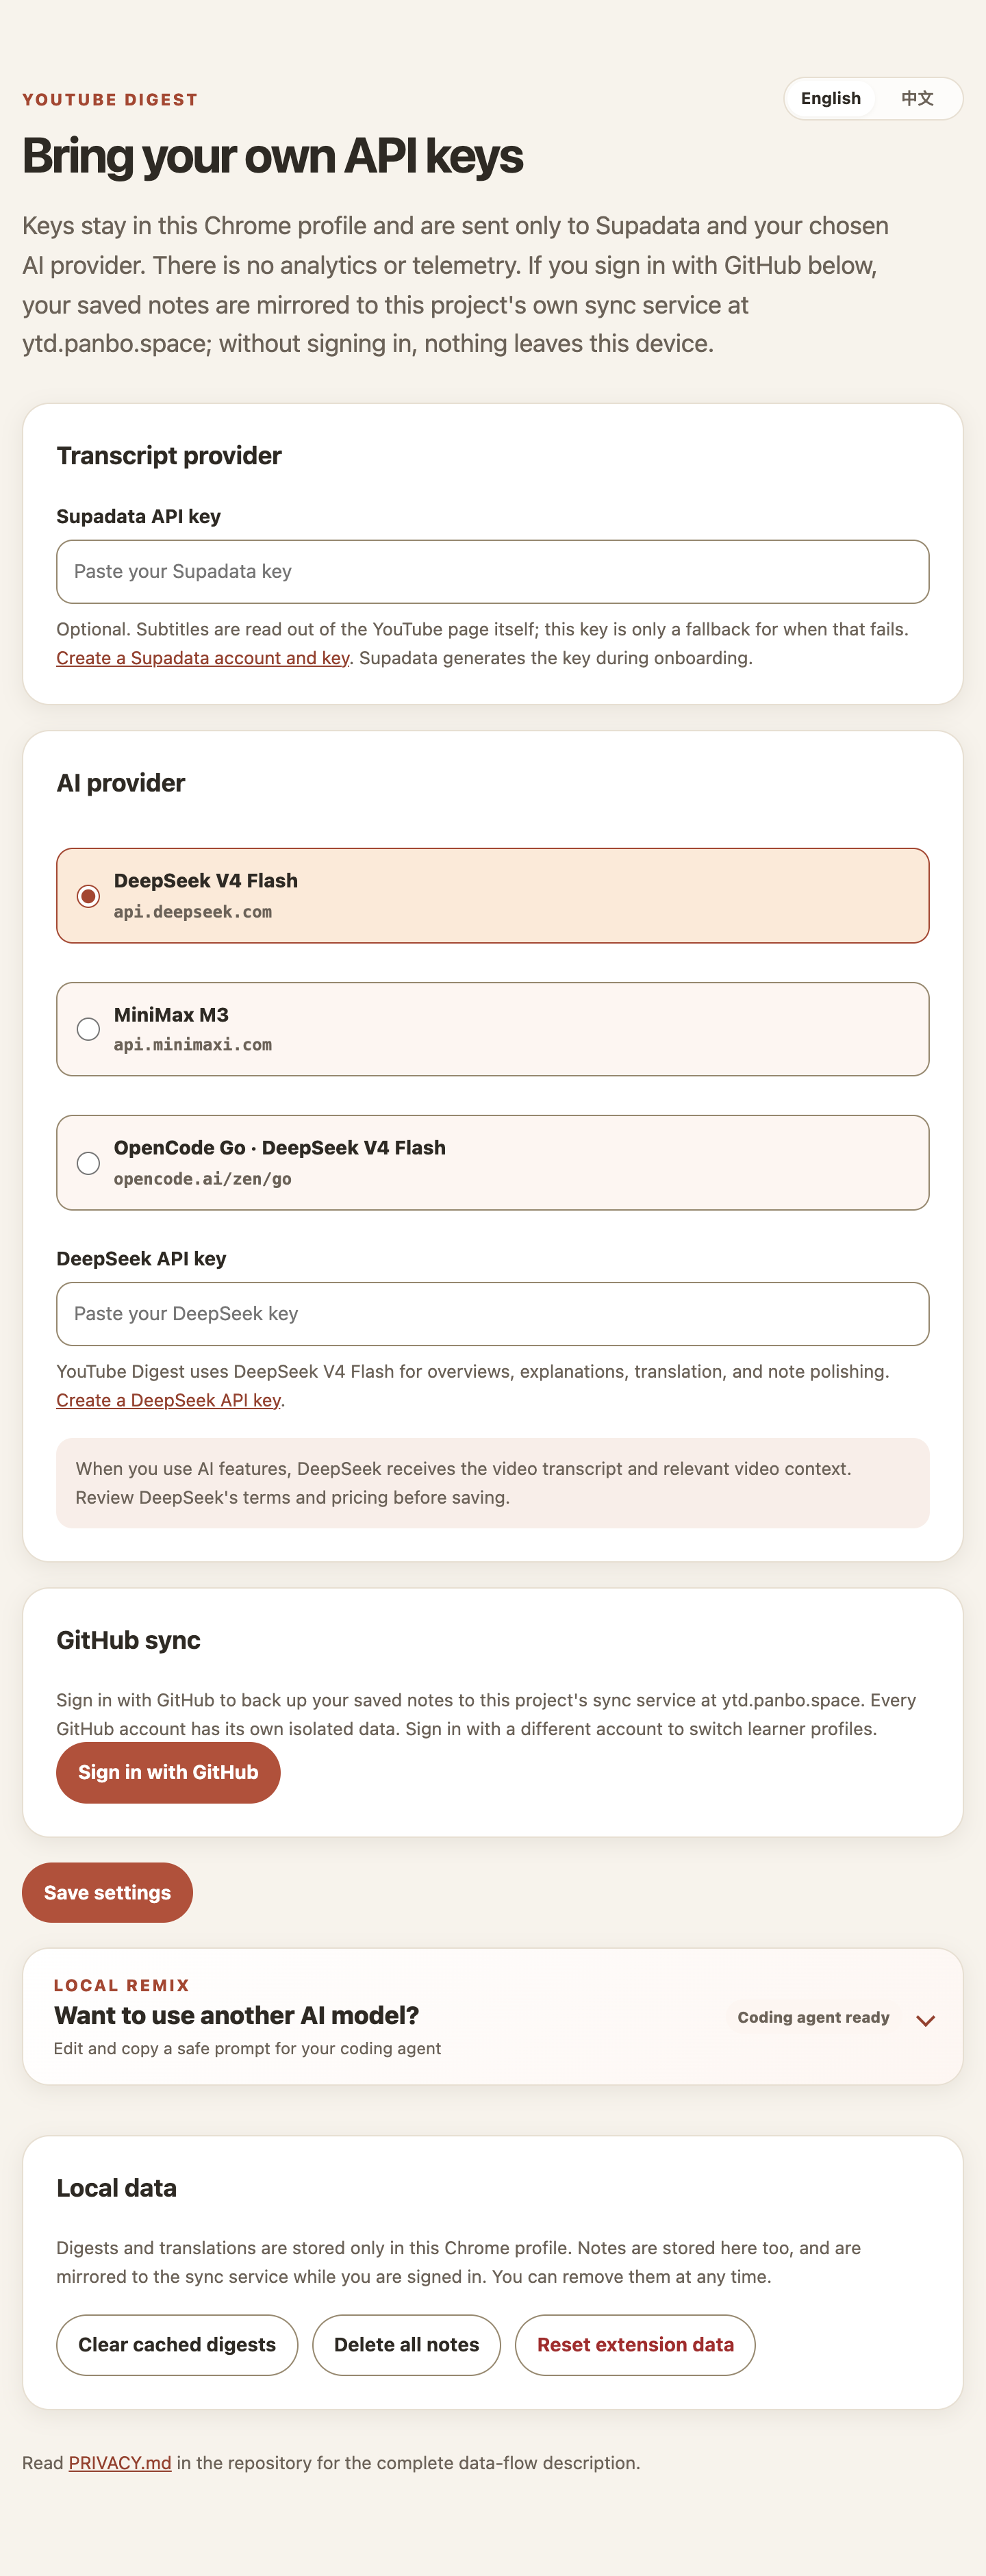 YOUTUBE DIGEST
English
中文
Bring your own API keys
Keys stay in this Chrome profile and are sent only to Supadata and your chosen
AI provider. There is no analytics or telemetry. If you sign in with GitHub below,
your saved notes are mirrored to this project's own sync service at
ytd.panbo.space; without signing in, nothing leaves this device.
Transcript provider
Supadata API key
Paste your Supadata key
Optional. Subtitles are read out of the YouTube page itself; this key is only a fallback for when that fails.
Create a Supadata account and key. Supadata generates the key during onboarding.
AI provider
DeepSeek V4 Flash
api.deepseek.com
MiniMax M3
api.minimaxi.com
OpenCode Go · DeepSeek V4 Flash
opencode.ai/zen/go
DeepSeek API key
Paste your DeepSeek key
YouTube Digest uses DeepSeek V4 Flash for overviews, explanations, translation, and note polishing.
Create a DeepSeek API key.
When you use AI features, DeepSeek receives the video transcript and relevant video context.
Review DeepSeek's terms and pricing before saving.
GitHub sync
Sign in with GitHub to back up your saved notes to this project's sync service at ytd.panbo.space. Every
GitHub account has its own isolated data. Sign in with a different account to switch learner profiles.
Sign in with GitHub
Save settings
LOCAL REMIX
Want to use another AI model?
Edit and copy a safe prompt for your coding agent
Coding agent ready
Local data
Digests and translations are stored only in this Chrome profile. Notes are stored here too, and are
mirrored to the sync service while you are signed in. You can remove them at any time.
Clear cached digests
Delete all notes
Reset extension data
Read PRIVACY.md in the repository for the complete data-flow description.